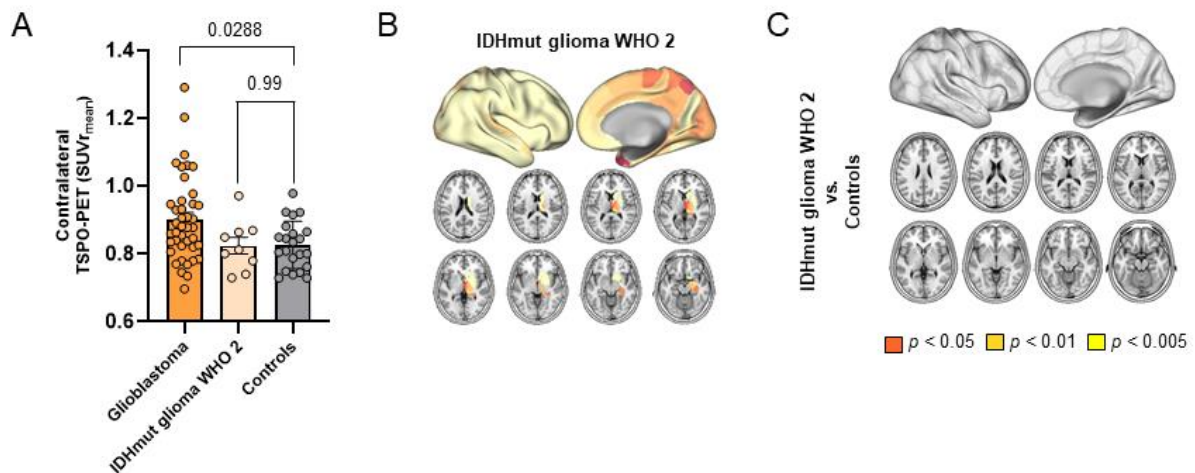 A
0.0288
0.99
1.4
1.2
1.0
0.8
0.6
Contralateral
TSPO-PET (SUVr_mean)
Glioblastoma
IDHmut glioma WHO 2
Controls
B
IDHmut glioma WHO 2
C
IDHmut glioma WHO 2
vs.
Controls
p < 0.05 p < 0.01 p < 0.005